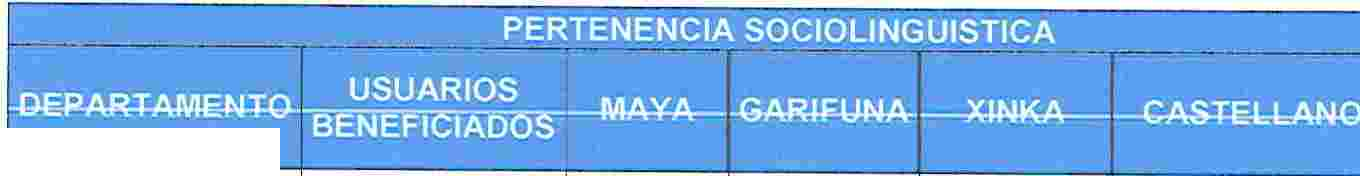 PERTENENCIA SOCIOLINGUISTICA
DEPARTAMENTO USUARIOS BENEFICIADOS MAYA GARIFUNA XINKA CASTELLANO